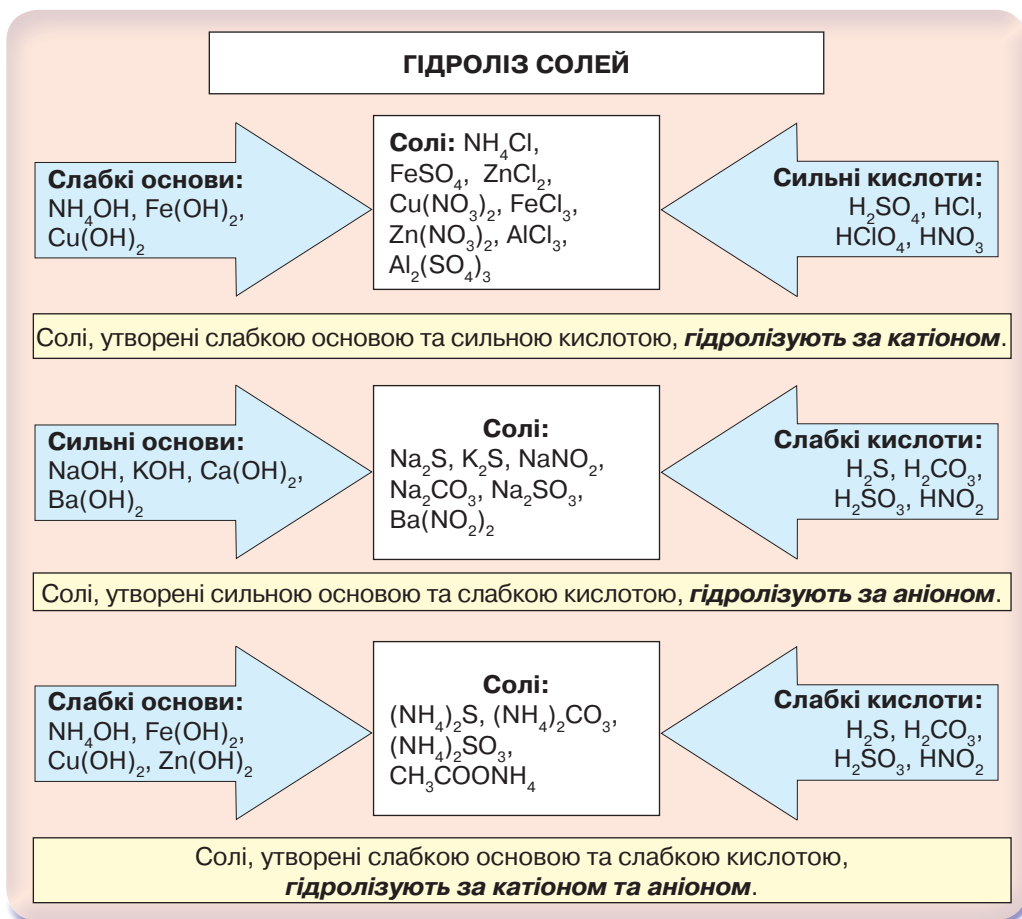 ГІДРОЛІЗ СОЛЕЙ
Слабкі основи:
NH₄OH, Fe(OH)₂,
Cu(OH)₂
Солі: NH₄Cl,
FeSO₄, ZnCl₂,
Cu(NO₃)₂, FeCl₃,
Zn(NO₃)₂, AlCl₃,
Al₂(SO₄)₃
Сильні кислоти:
H₂SO₄, HCl,
HClO₄, HNO₃
Солі, утворені слабкою основою та сильною кислотою, гідролізують за катіоном.
Сильні основи:
NaOH, KOH, Ca(OH)₂,
Ba(OH)₂
Солі:
Na₂S, K₂S, NaNO₂,
Na₂CO₃, Na₂SO₃,
Ba(NO₂)₂
Слабкі кислоти:
H₂S, H₂CO₃,
H₂SO₃, HNO₂
Солі, утворені сильною основою та слабкою кислотою, гідролізують за аніоном.
Слабкі основи:
NH₄OH, Fe(OH)₂,
Cu(OH)₂, Zn(OH)₂
Солі:
(NH₄)₂S, (NH₄)₂CO₃,
(NH₄)₂SO₃,
CH₃COONH₄
Слабкі кислоти:
H₂S, H₂CO₃,
H₂SO₃, HNO₂
Солі, утворені слабкою основою та слабкою кислотою,
гідролізують за катіоном та аніоном.